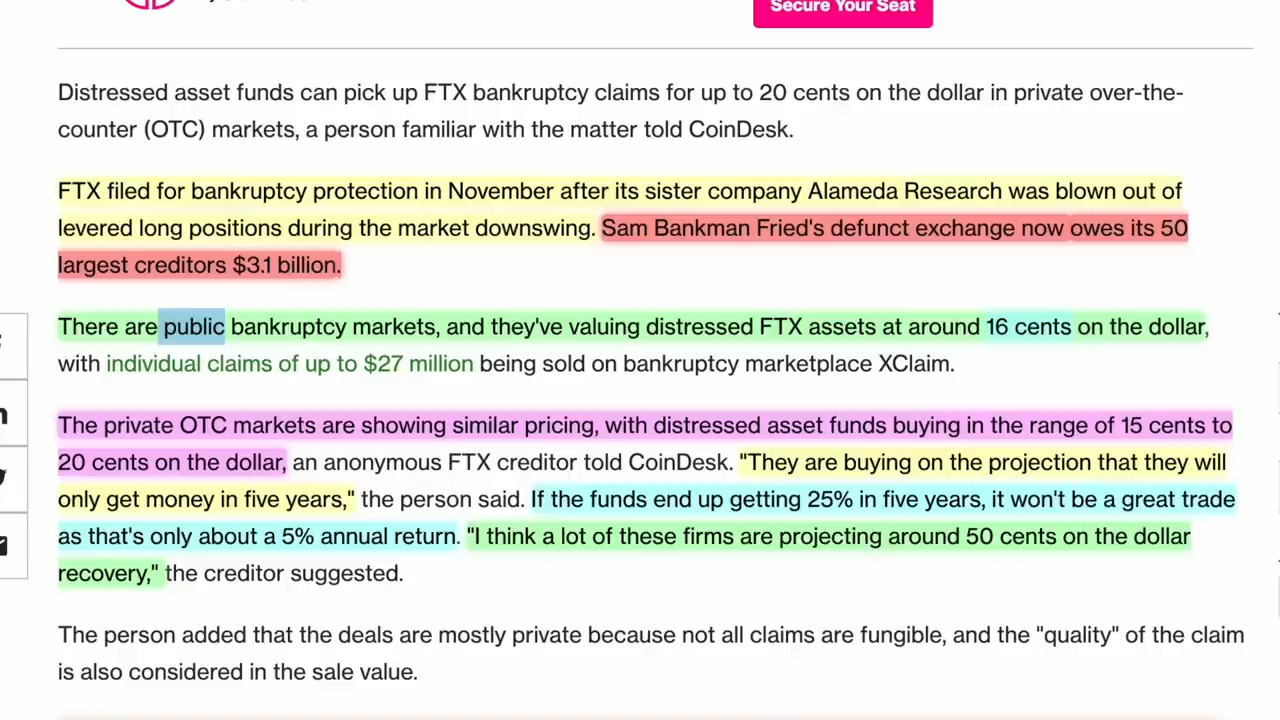 Secure Your Seat
Distressed asset funds can pick up FTX bankruptcy claims for up to 20 cents on the dollar in private over-the-
counter (OTC) markets, a person familiar with the matter told CoinDesk.
FTX filed for bankruptcy protection in November after its sister company Alameda Research was blown out of
levered long positions during the market downswing. Sam Bankman Fried's defunct exchange now owes its 50
largest creditors $3.1 billion.
There are public bankruptcy markets, and they've valuing distressed FTX assets at around 16 cents on the dollar,
with individual claims of up to $27 million being sold on bankruptcy marketplace XClaim.
The private OTC markets are showing similar pricing, with distressed asset funds buying in the range of 15 cents to
20 cents on the dollar, an anonymous FTX creditor told CoinDesk. "They are buying on the projection that they will
only get money in five years," the person said. If the funds end up getting 25% in five years, it won't be a great trade
as that's only about a 5% annual return. "I think a lot of these firms are projecting around 50 cents on the dollar
recovery," the creditor suggested.
The person added that the deals are mostly private because not all claims are fungible, and the "quality" of the claim
is also considered in the sale value.